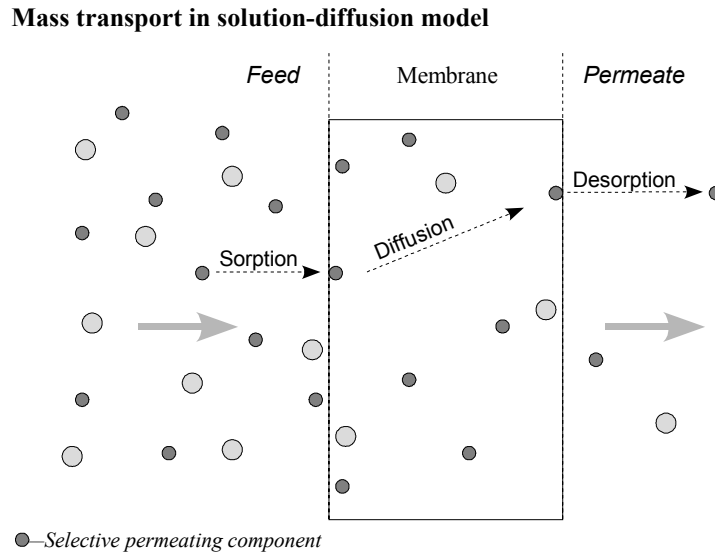 Mass transport in solution-diffusion model
Feed Membrane Permeate
Desorption
Diffusion
Sorption
—Selective permeating component